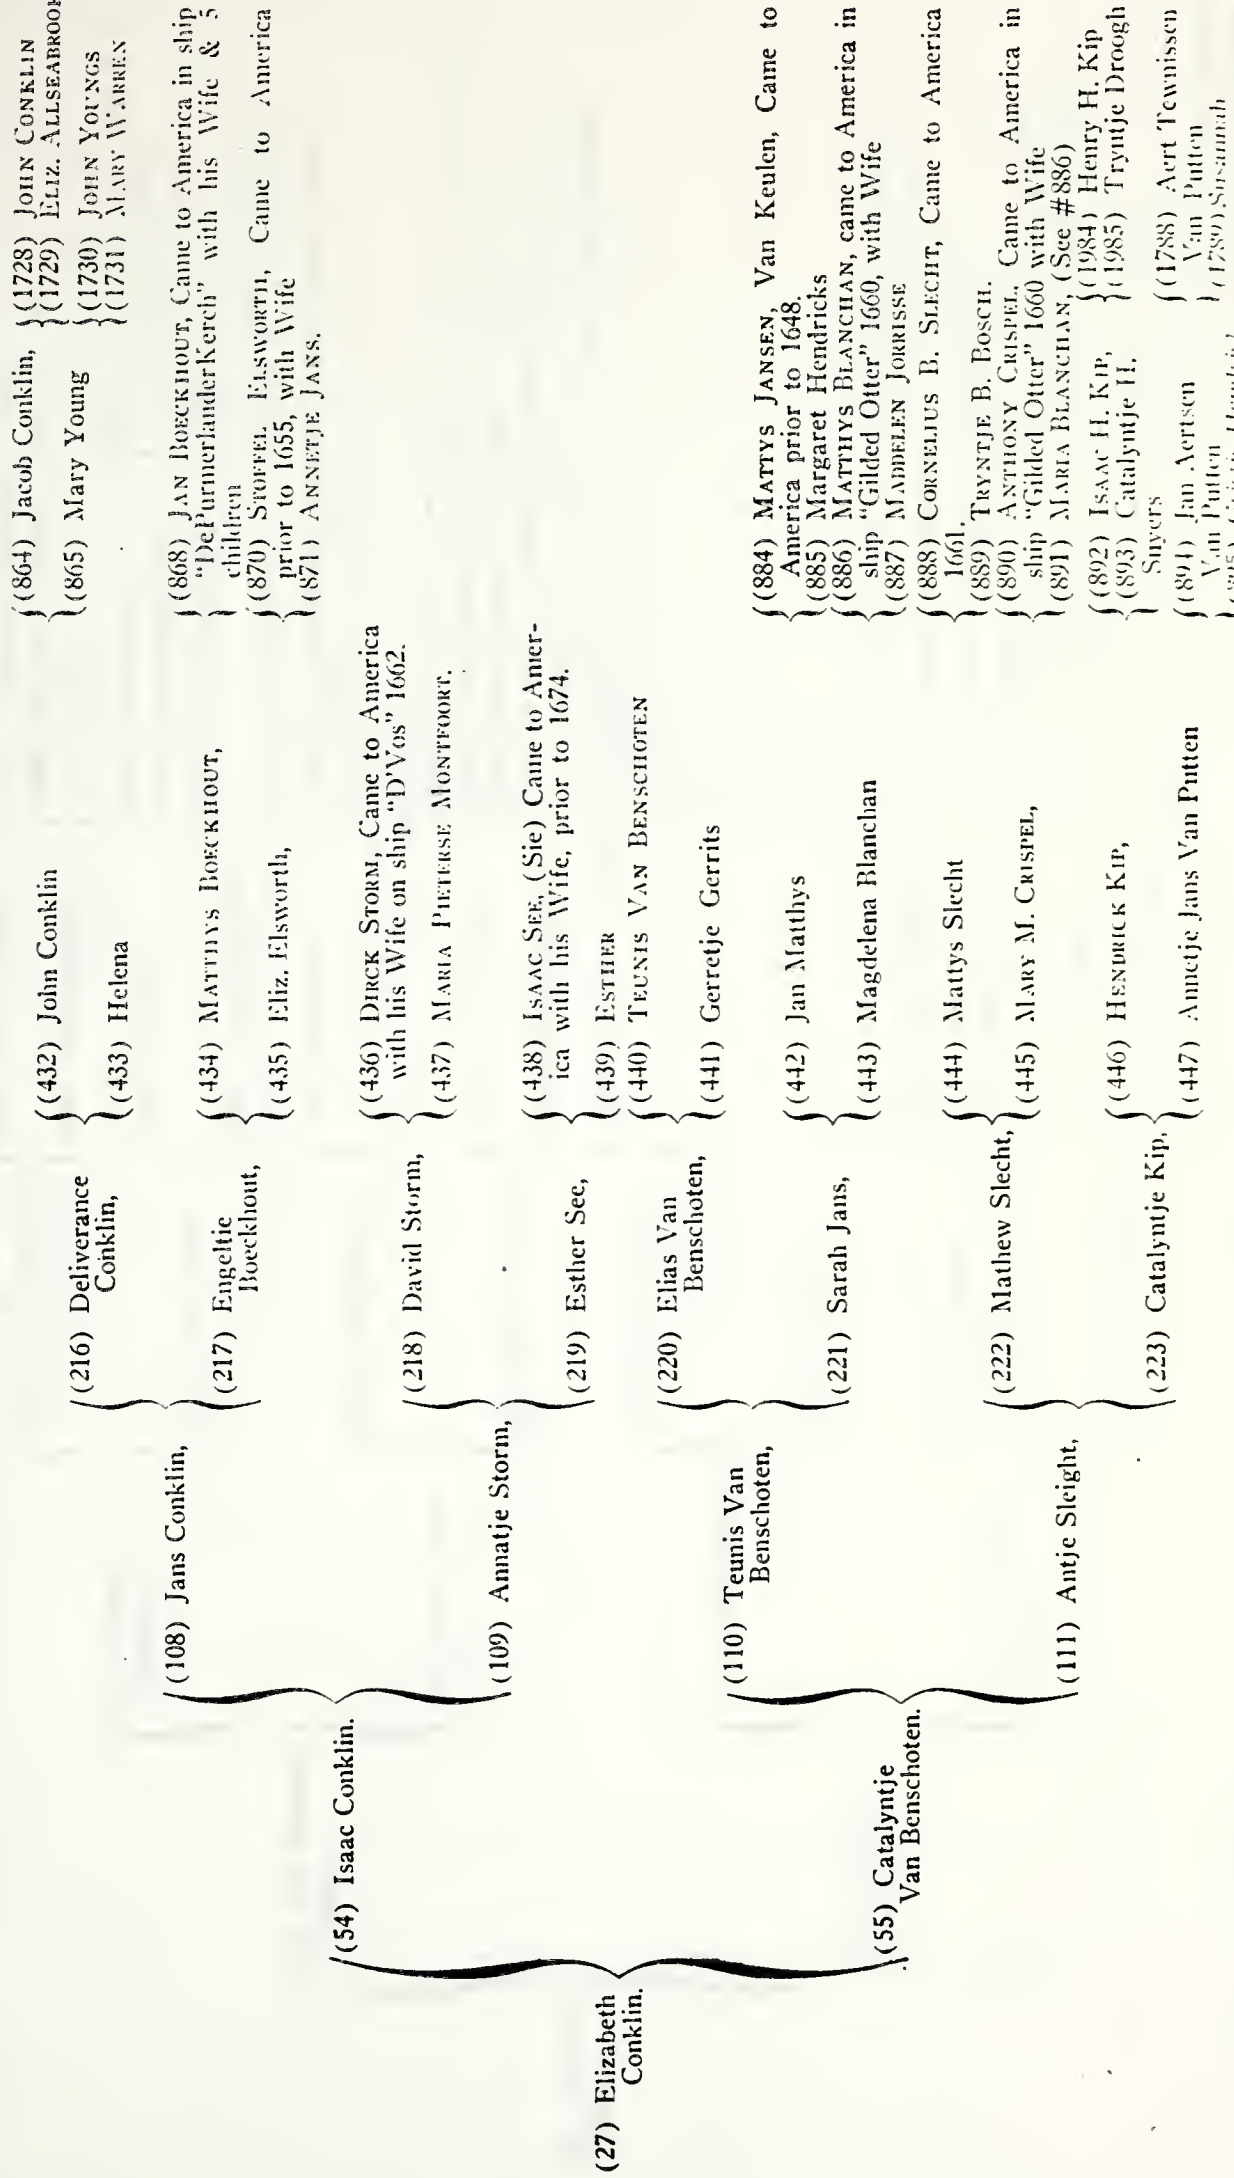 (27) Elizabeth
Conklin.
(54) Isaac Conklin.
(55) Catalyntje
Van Benschoten.
(108) Jans Conklin,
(109) Annatje Storm,
(110) Teunis Van
Benschoten,
(111) Antje Sleight,
(216) Deliverance
Conklin,
(217) Engeltie
Boeckhout,
(218) David Storm,
(219) Esther See,
(220) Elias Van
Benschoten,
(221) Sarah Jans,
(222) Mathew Slecht,
(223) Catalyntje Kip,
(432) John Conklin
(433) Helena
(434) MATTHYS BOECKHOUT,
(435) Eliz. Elsworth,
(436) DIRCK STORM, Came to America
with his Wife on ship "D'Vos" 1662.
(437) MARIA PIETERSE MONTFOORT.
(438) ISAAC SEE, (Sie) Came to Amer-
ica with his Wife, prior to 1674.
(439) ESTHER
(440) TEUNIS VAN BENSCHOTEN
(441) Gerretje Gerrits
(442) Jan Matthys
(443) Magdelena Blanchan
(444) Mattys Slecht
(445) MARY M. CRISPEL,
(446) HENDRICK KIP,
(447) Annetje Jans Van Putten
(864) Jacob Conklin,
(865) Mary Young
(868) JAN BOECKHOUT, Came to America in ship
"DePurmerlanderKerch" with his Wife & 5
children
(870) STOFFEL ELSWORTH, Came to America
prior to 1655, with Wife
(871) ANNETJE JANS.
(884) MATTYS JANSEN, Van Keulen, Came to
America prior to 1648.
(885) Margaret Hendricks
(886) MATTHYS BLANCHAN, came to America in
ship "Gilded Otter" 1660, with Wife
(887) MADDELEN JORRISSE
(888) CORNELIUS B. SLECHT, Came to America
1661.
(889) TRYNTJE B. BOSCH.
(890) ANTHONY CRISPEL, Came to America in
ship "Gilded Otter" 1660 with Wife
(891) MARIA BLANCHAN, (See #886)
(892) ISAAC H. KIP,
(893) Catalyntje H.
Suyers
(894) Jan Aertsen
Van Putten
(1728) JOHN CONKLIN
(1729) ELIZ. ALLSEABROOK
(1730) JOHN YOUNGS
(1731) MARY WARREN
(1984) Henry H. Kip
(1985) Tryntje Droogh
(1788) Aert Tewnissen
Van Putten
(1789) Susannah